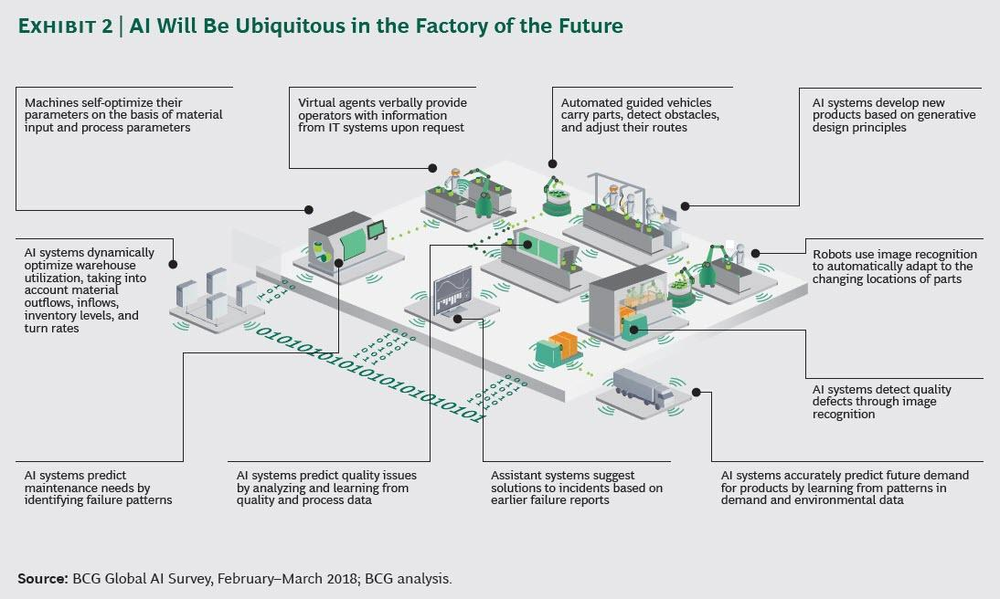 EXHIBIT 2 | AI Will Be Ubiquitous in the Factory of the Future
Machines self-optimize their
parameters on the basis of material
input and process parameters
Virtual agents verbally provide
operators with information
from IT systems upon request
Automated guided vehicles
carry parts, detect obstacles,
and adjust their routes
AI systems develop new
products based on generative
design principles
AI systems dynamically
optimize warehouse
utilization, taking into
account material
outflows, inflows,
inventory levels, and
turn rates
Robots use image recognition
to automatically adapt to the
changing locations of parts
AI systems detect quality
defects through image
recognition
AI systems predict
maintenance needs by
identifying failure patterns
AI systems predict quality issues
by analyzing and learning from
quality and process data
Assistant systems suggest
solutions to incidents based on
earlier failure reports
AI systems accurately predict future demand
for products by learning from patterns in
demand and environmental data
Source: BCG Global AI Survey, February–March 2018; BCG analysis.